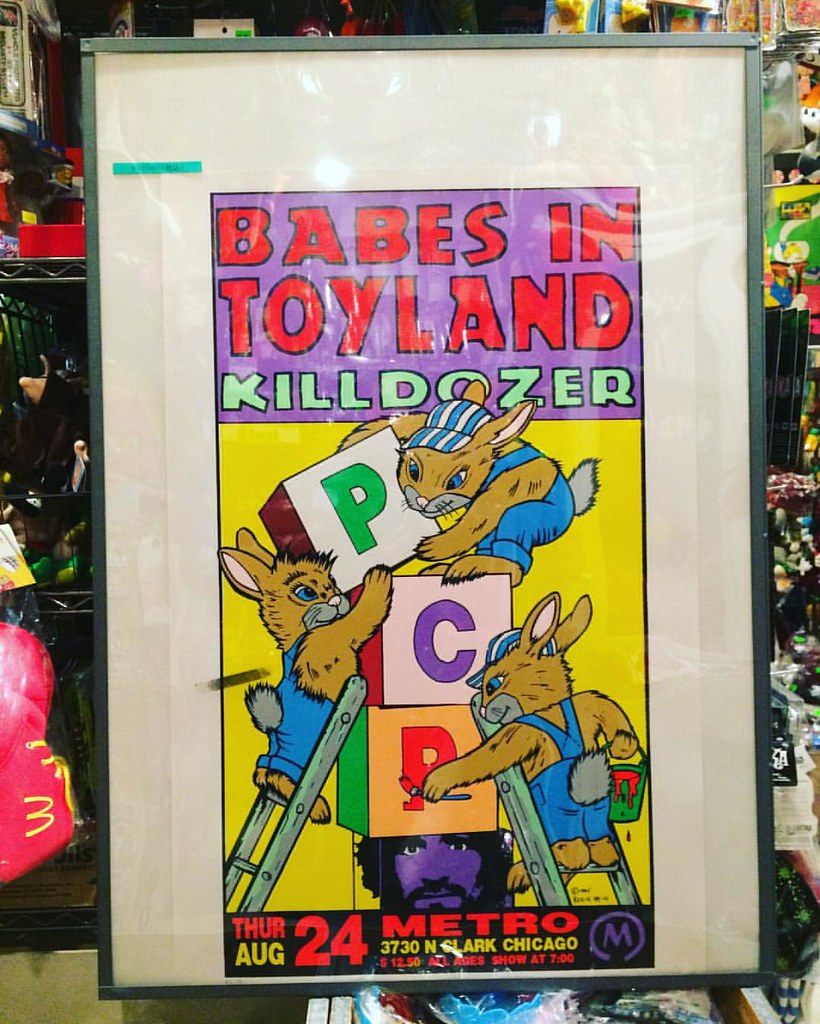 BABES IN
TOYLAND
KILLDOZER
P
C
P
THUR
AUG
24
METRO
3730 N CLARK CHICAGO
$12.50 ALL AGES SHOW AT 7:00
M